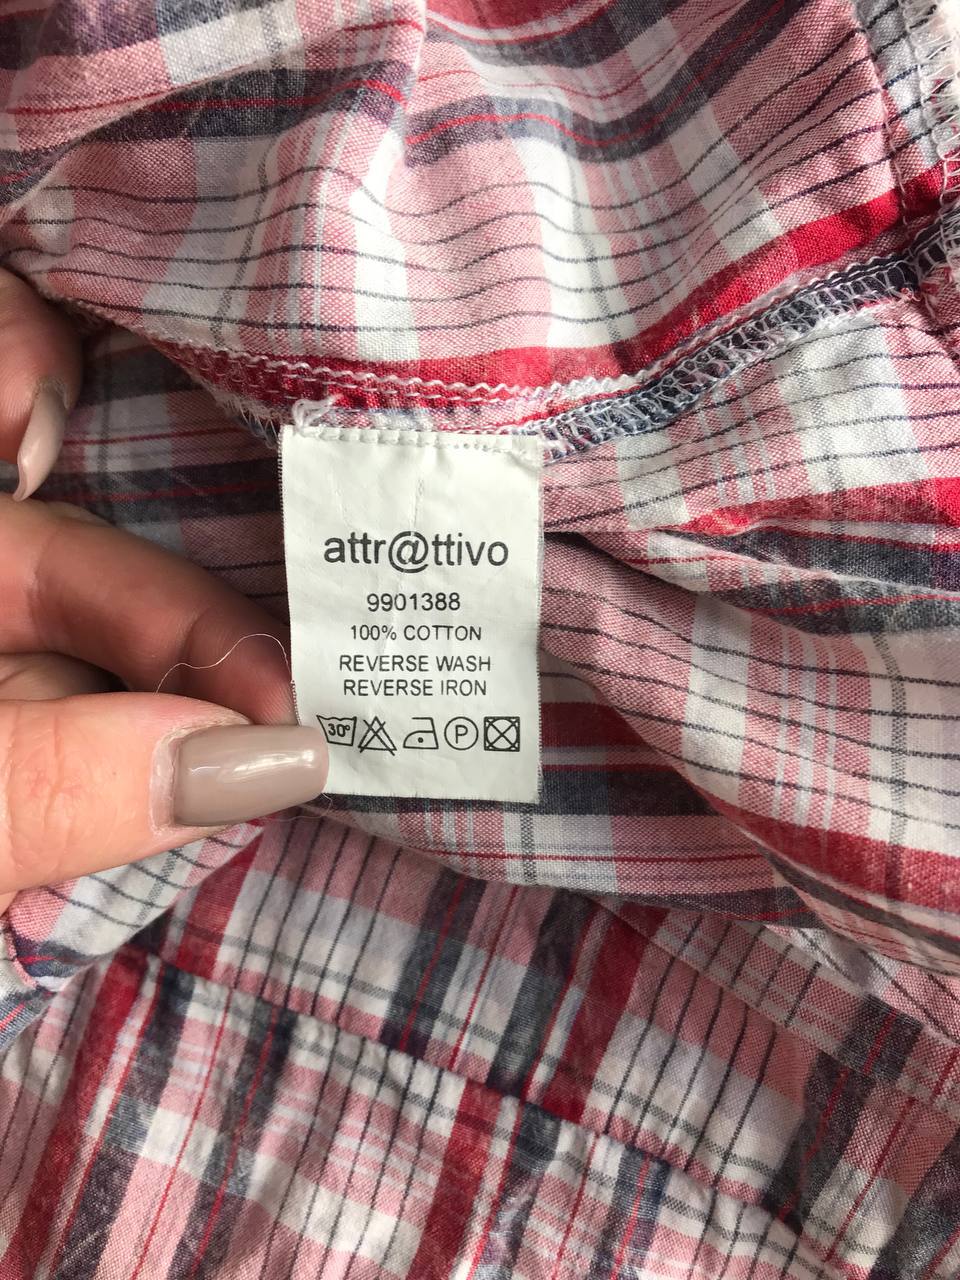 attr@ttivo
9901388
100% COTTON
REVERSE WASH
REVERSE IRON
30° P